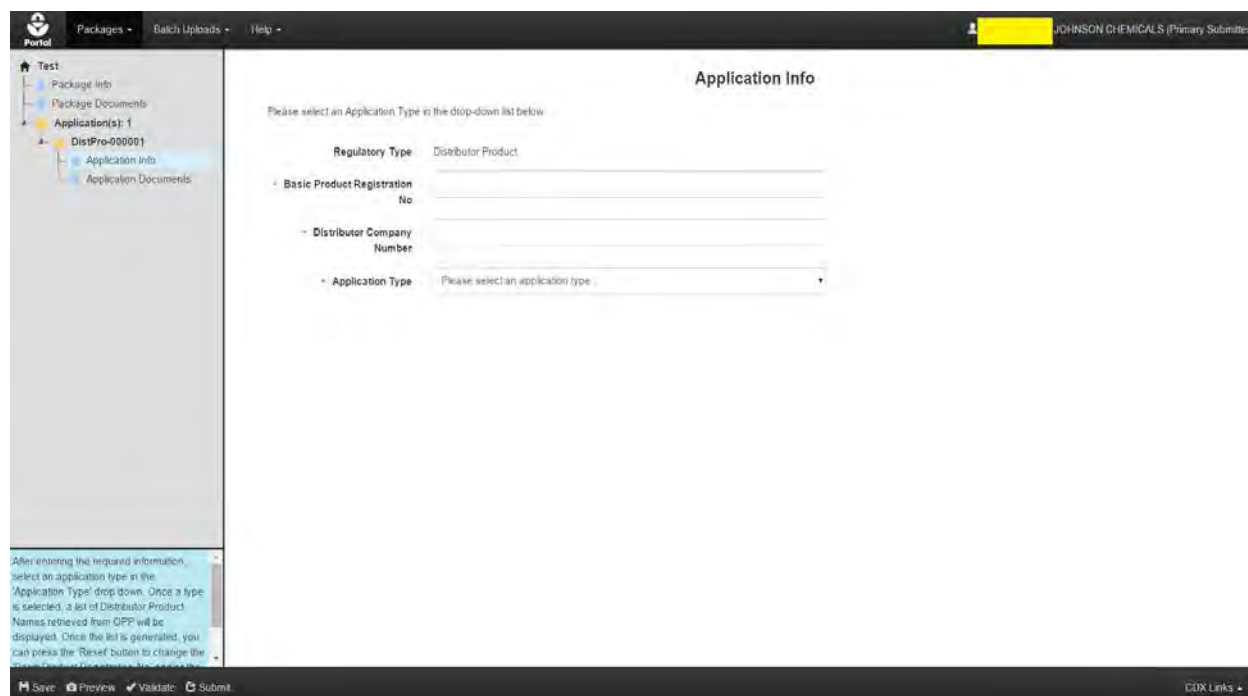 Portal
Packages
Batch Uploads
Help
JOHNSON CHEMICALS (Primary Submitter
Test
Package Info
Package Documents
Application(s): 1
DistPro-000001
Application Info
Application Documents
Application Info
Please select an Application Type in the drop-down list below
Regulatory Type Distributor Product
* Basic Product Registration
No
* Distributor Company
Number
* Application Type Please select an application type ..
After entering the required information,
select an application type in the
'Application Type' drop down. Once a type
is selected, a list of Distributor Product
Names retrieved from OPP will be
displayed. Once the list is generated, you
can press the 'Reset' button to change the
Save Preview Validate Submit
CDX Links